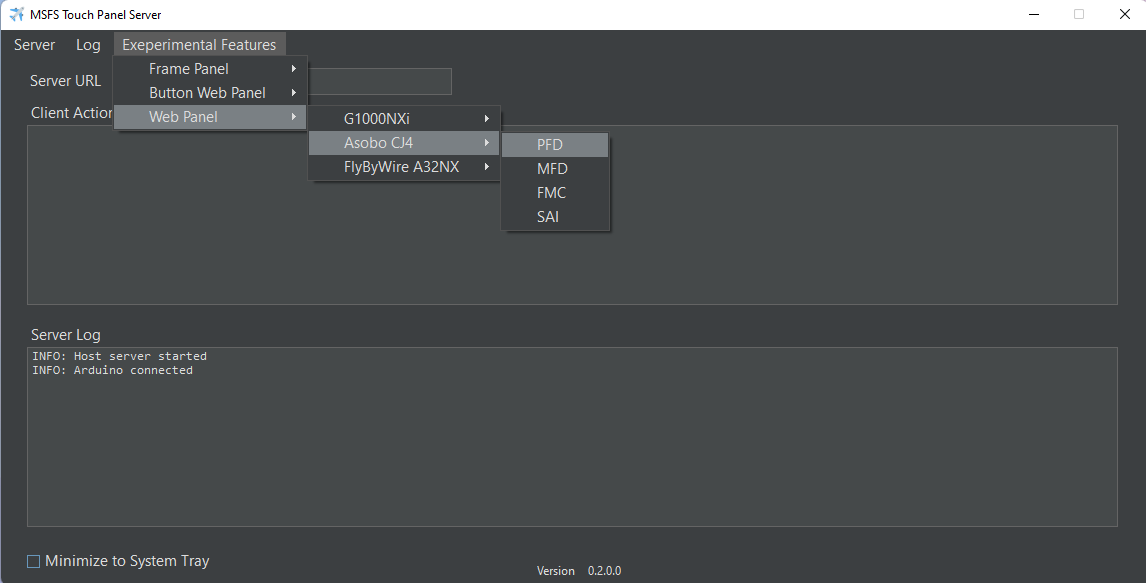 MSFS Touch Panel Server
Server Log Exeperimental Features
Frame Panel
Server URL
Button Web Panel
Client Action
Web Panel
G1000NXi
Asobo CJ4
PFD
FlyByWire A32NX
MFD
FMC
SAI
Server Log
INFO: Host server started
INFO: Arduino connected
Minimize to System Tray
Version 0.2.0.0